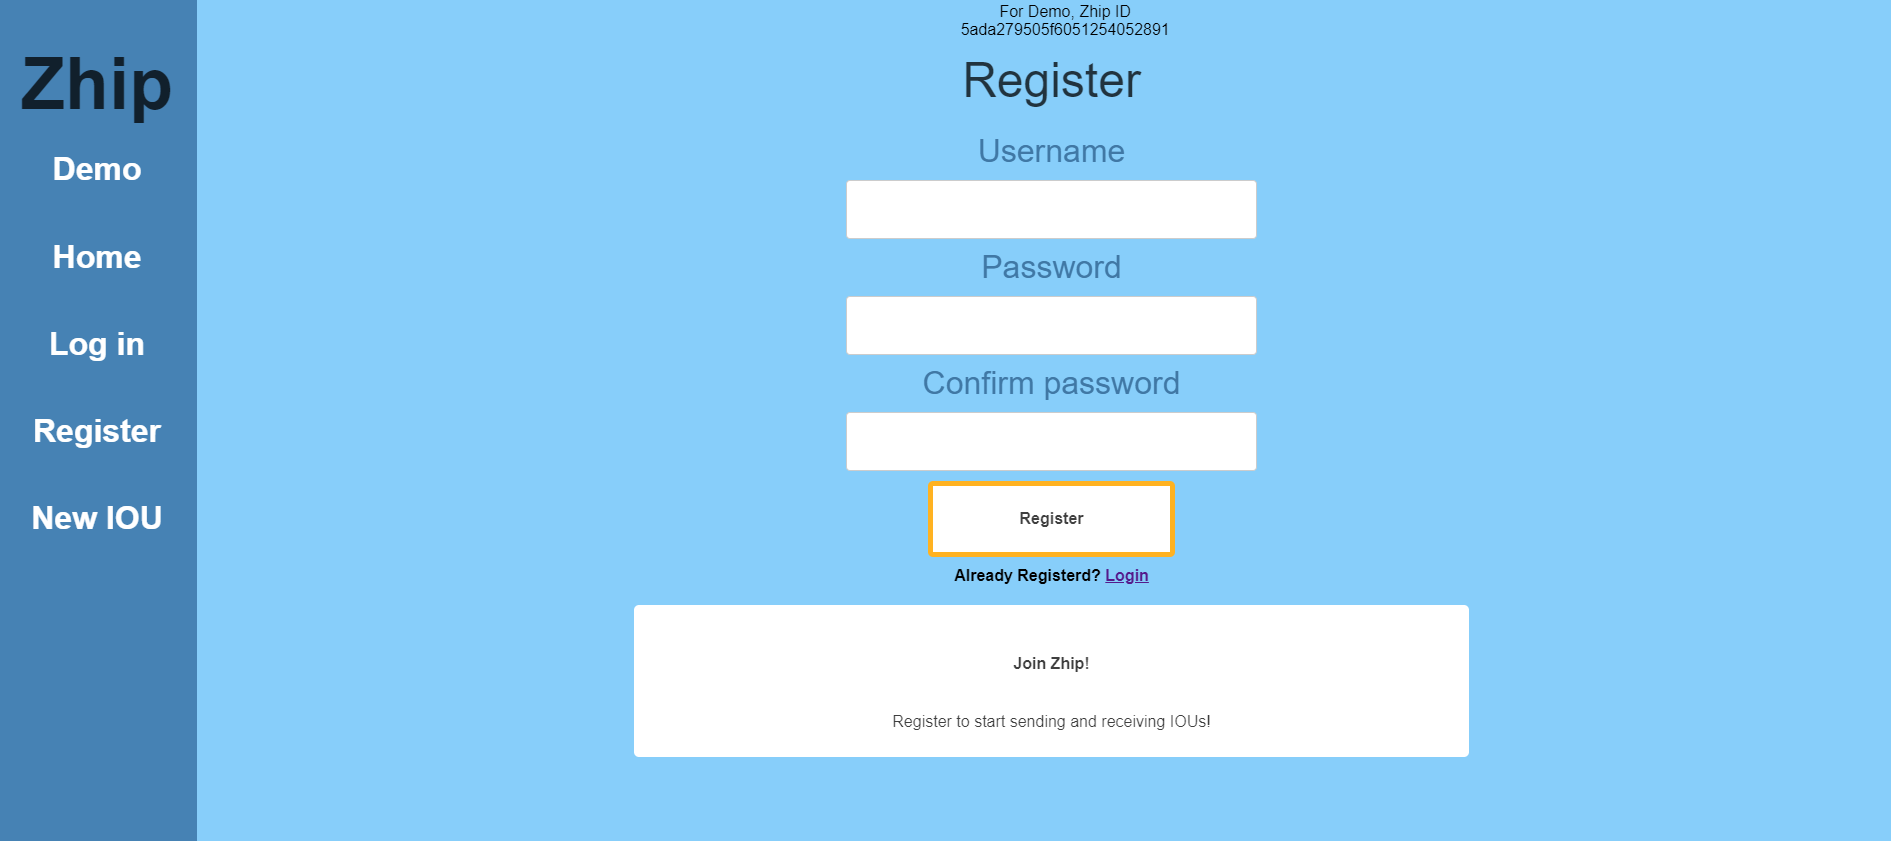 Zhip
Demo
Home
Log in
Register
New IOU
For Demo, Zhip ID
5ada279505f6051254052891
Register
Username
Password
Confirm password
Register
Already Registerd? Login
Join Zhip!
Register to start sending and receiving IOUs!